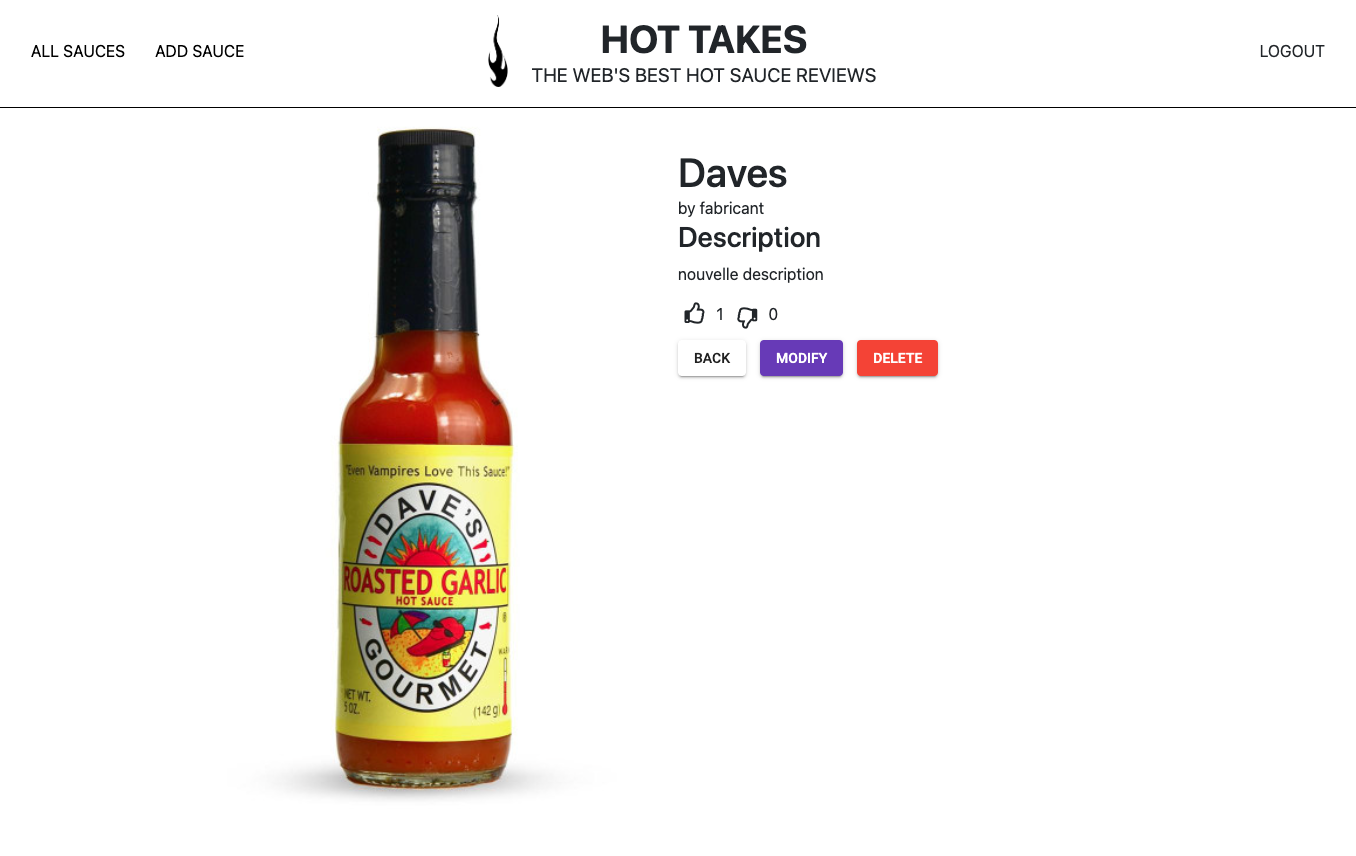 ALL SAUCES
ADD SAUCE
HOT TAKES
THE WEB'S BEST HOT SAUCE REVIEWS
LOGOUT
"Even Vampires Love This Sauce!"
DAVE'S
ROASTED GARLIC
HOT SAUCE
®
GOURMET
NET WT.
5 OZ.
(142 g)
Daves
by fabricant
Description
nouvelle description
1 0
BACK MODIFY DELETE